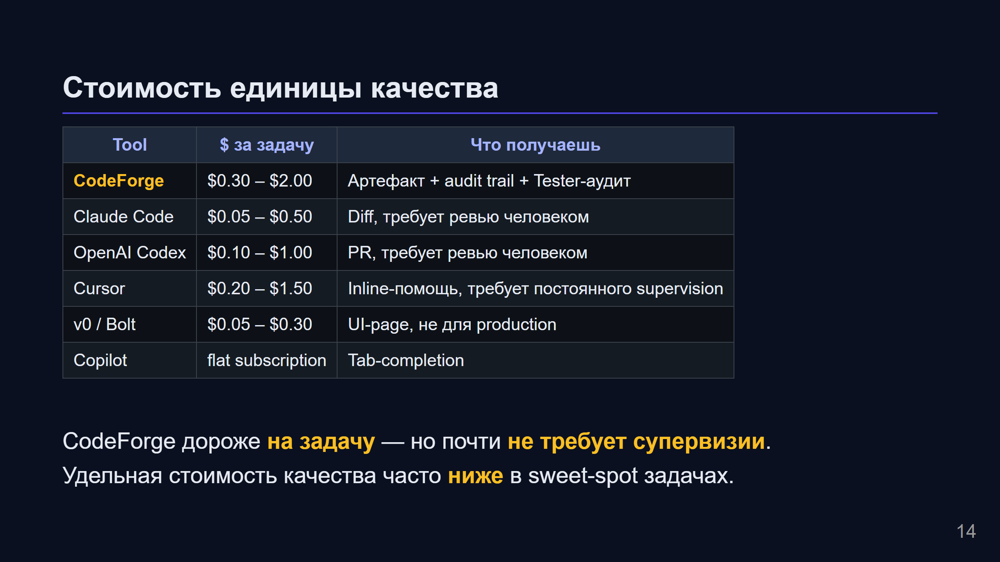 Стоимость единицы качества
Tool $ за задачу Что получаешь
CodeForge $0.30 – $2.00 Артефакт + audit trail + Tester-аудит
Claude Code $0.05 – $0.50 Diff, требует ревью человеком
OpenAI Codex $0.10 – $1.00 PR, требует ревью человеком
Cursor $0.20 – $1.50 Inline-помощь, требует постоянного supervision
v0 / Bolt $0.05 – $0.30 UI-page, не для production
Copilot flat subscription Tab-completion
CodeForge дороже на задачу — но почти не требует супервизии.
Удельная стоимость качества часто ниже в sweet-spot задачах.
14